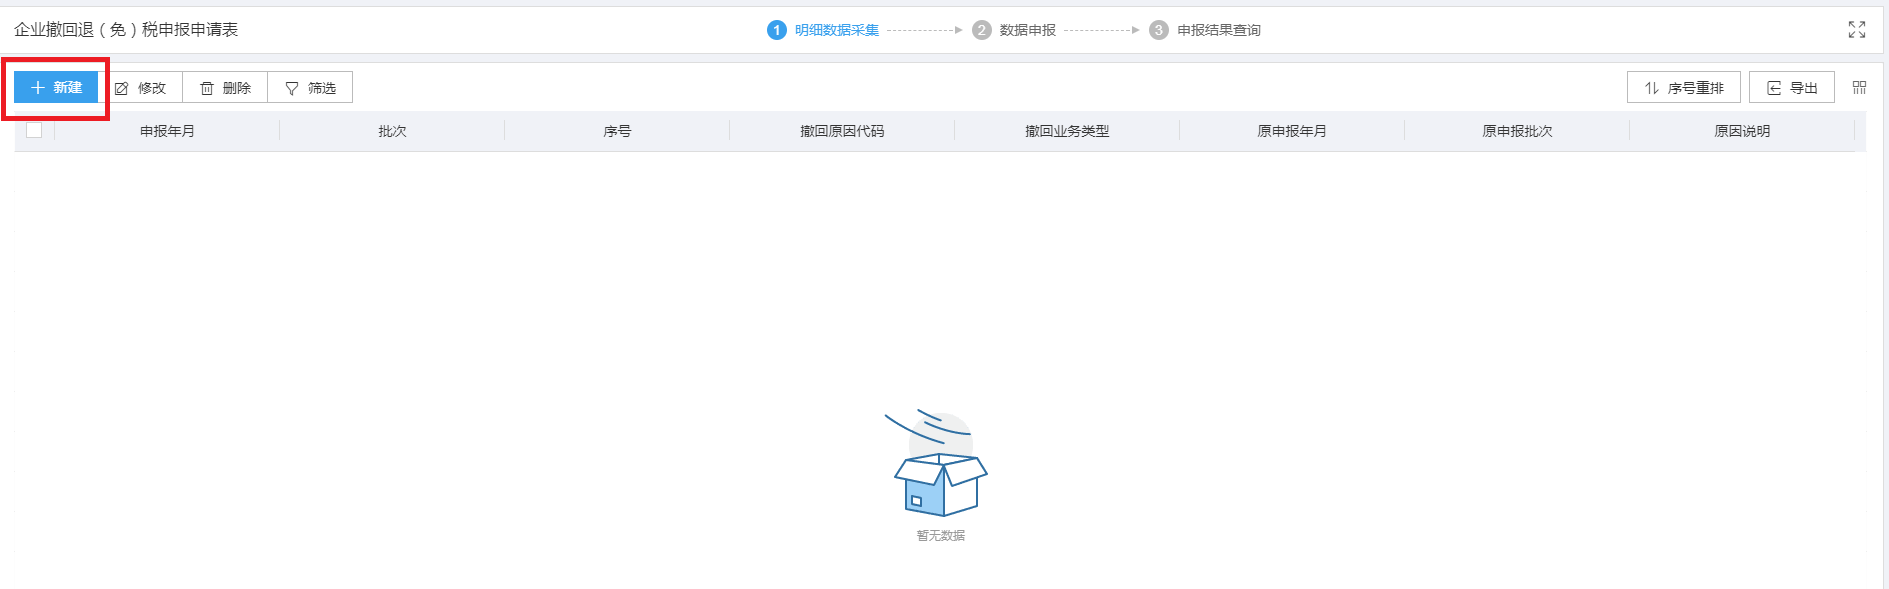 企业撤回退（免）税申报申请表
1 明细数据采集 2 数据申报 3 申报结果查询
新建 修改 删除 筛选 序号重排 导出
申报年月 批次 序号 撤回原因代码 撤回业务类型 原申报年月 原申报批次 原因说明
暂无数据